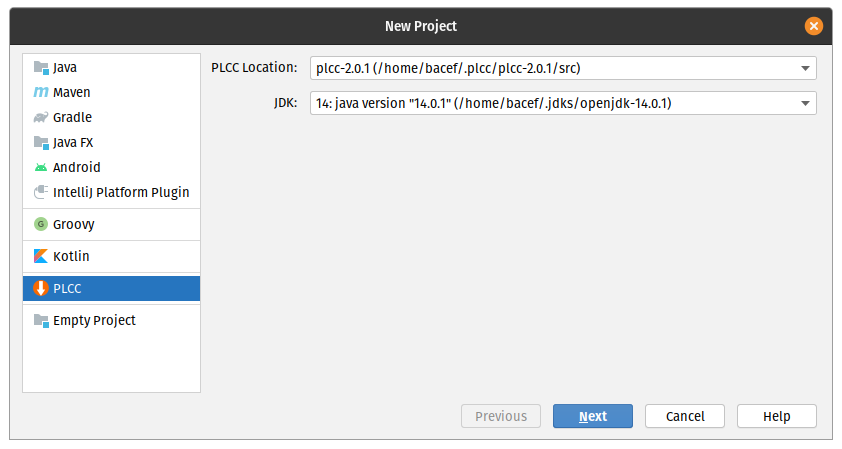 New Project
Java
Maven
Gradle
Java FX
Android
IntelliJ Platform Plugin
Groovy
Kotlin
PLCC
Empty Project
PLCC Location: plcc-2.0.1 (/home/bacef/.plcc/plcc-2.0.1/src)
JDK: 14: java version "14.0.1" (/home/bacef/.jdks/openjdk-14.0.1)
Previous Next Cancel Help